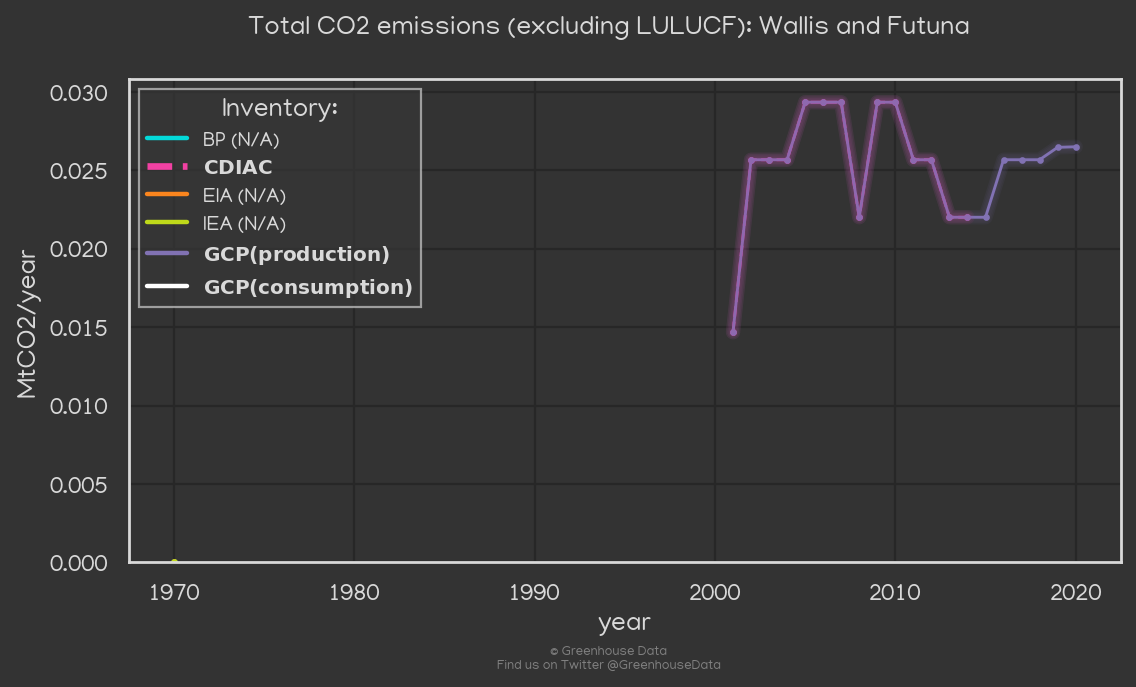 Total CO2 emissions (excluding LULUCF): Wallis and Futuna
0.030
0.025
0.020
0.015
0.010
0.005
0.000
MtCO2/year
Inventory:
BP (N/A)
CDIAC
EIA (N/A)
IEA (N/A)
GCP(production)
GCP(consumption)
1970 1980 1990 2000 2010 2020
year
© Greenhouse Data
Find us on Twitter @GreenhouseData